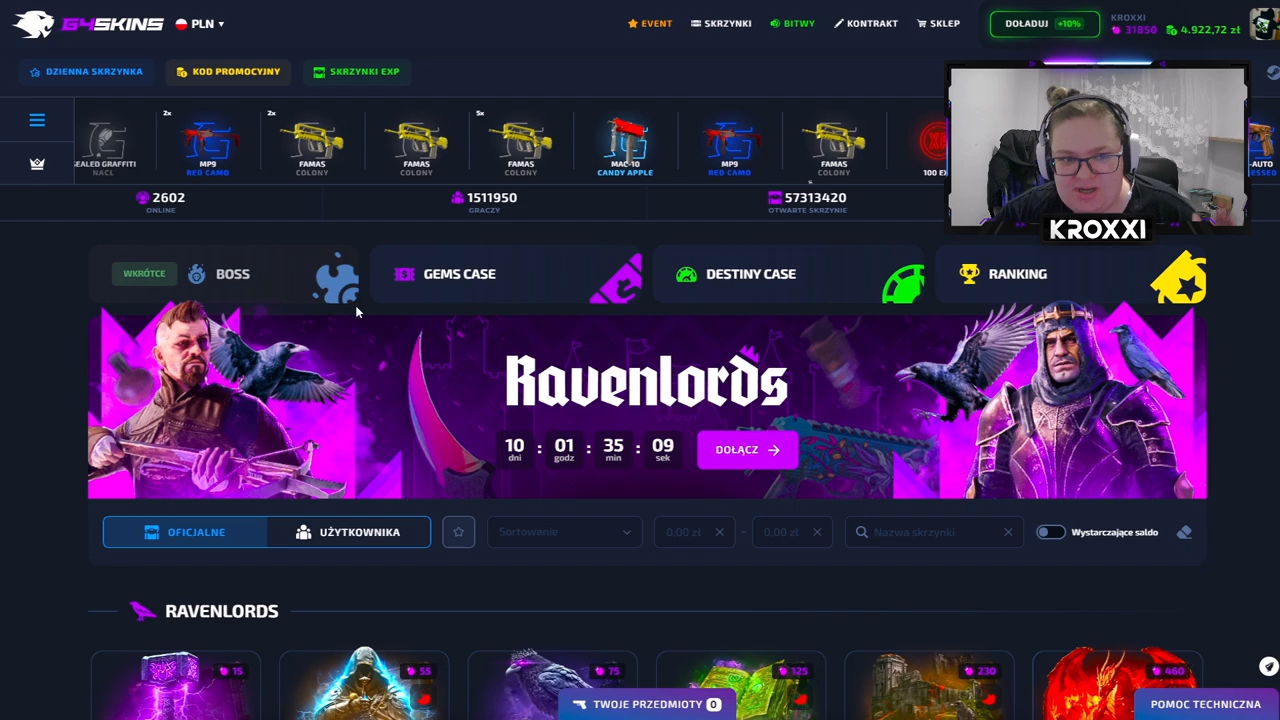 G4SKINS
PLN
EVENT
SKRZYNKI
BITWY
KONTRAKT
SKLEP
DOŁADUJ +10%
KROXXI
31850
4.922,72 zł
DZIENNA SKRZYNKA
KOD PROMOCYJNY
SKRZYNKI EXP
SEALED GRAFFITI
NACL
2x
MP9
RED CAMO
2x
FAMAS
COLONY
FAMAS
COLONY
5x
FAMAS
COLONY
MAC-10
CANDY APPLE
MP9
RED CAMO
FAMAS
COLONY
2602
ONLINE
1511950
GRACZY
57313420
OTWARTE SKRZYNIE
KROXXI
WKRÓTCE
BOSS
GEMS CASE
DESTINY CASE
RANKING
Ravenlords
10 : 01 : 35 : 09
dni godz min sek
DOŁĄCZ
OFICJALNE
UŻYTKOWNIKA
Sortowanie
0.00 zł
–
0.00 zł
Nazwa skrzynki
Wystarczające saldo
RAVENLORDS
15
55
75
125
230
460
TWOJE PRZEDMIOTY 0
POMOC TECHNICZNA